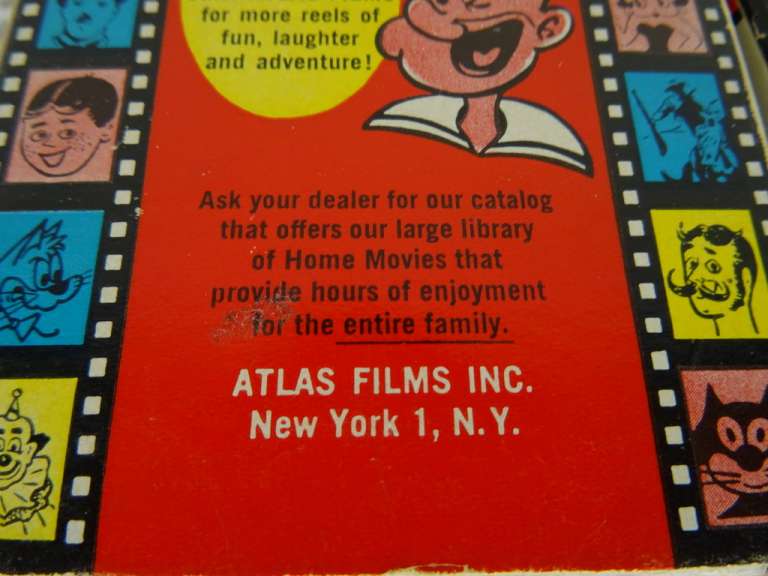 for more reels of
fun, laughter
and adventure!
Ask your dealer for our catalog
that offers our large library
of Home Movies that
provide hours of enjoyment
for the entire family.
ATLAS FILMS INC.
New York 1, N.Y.